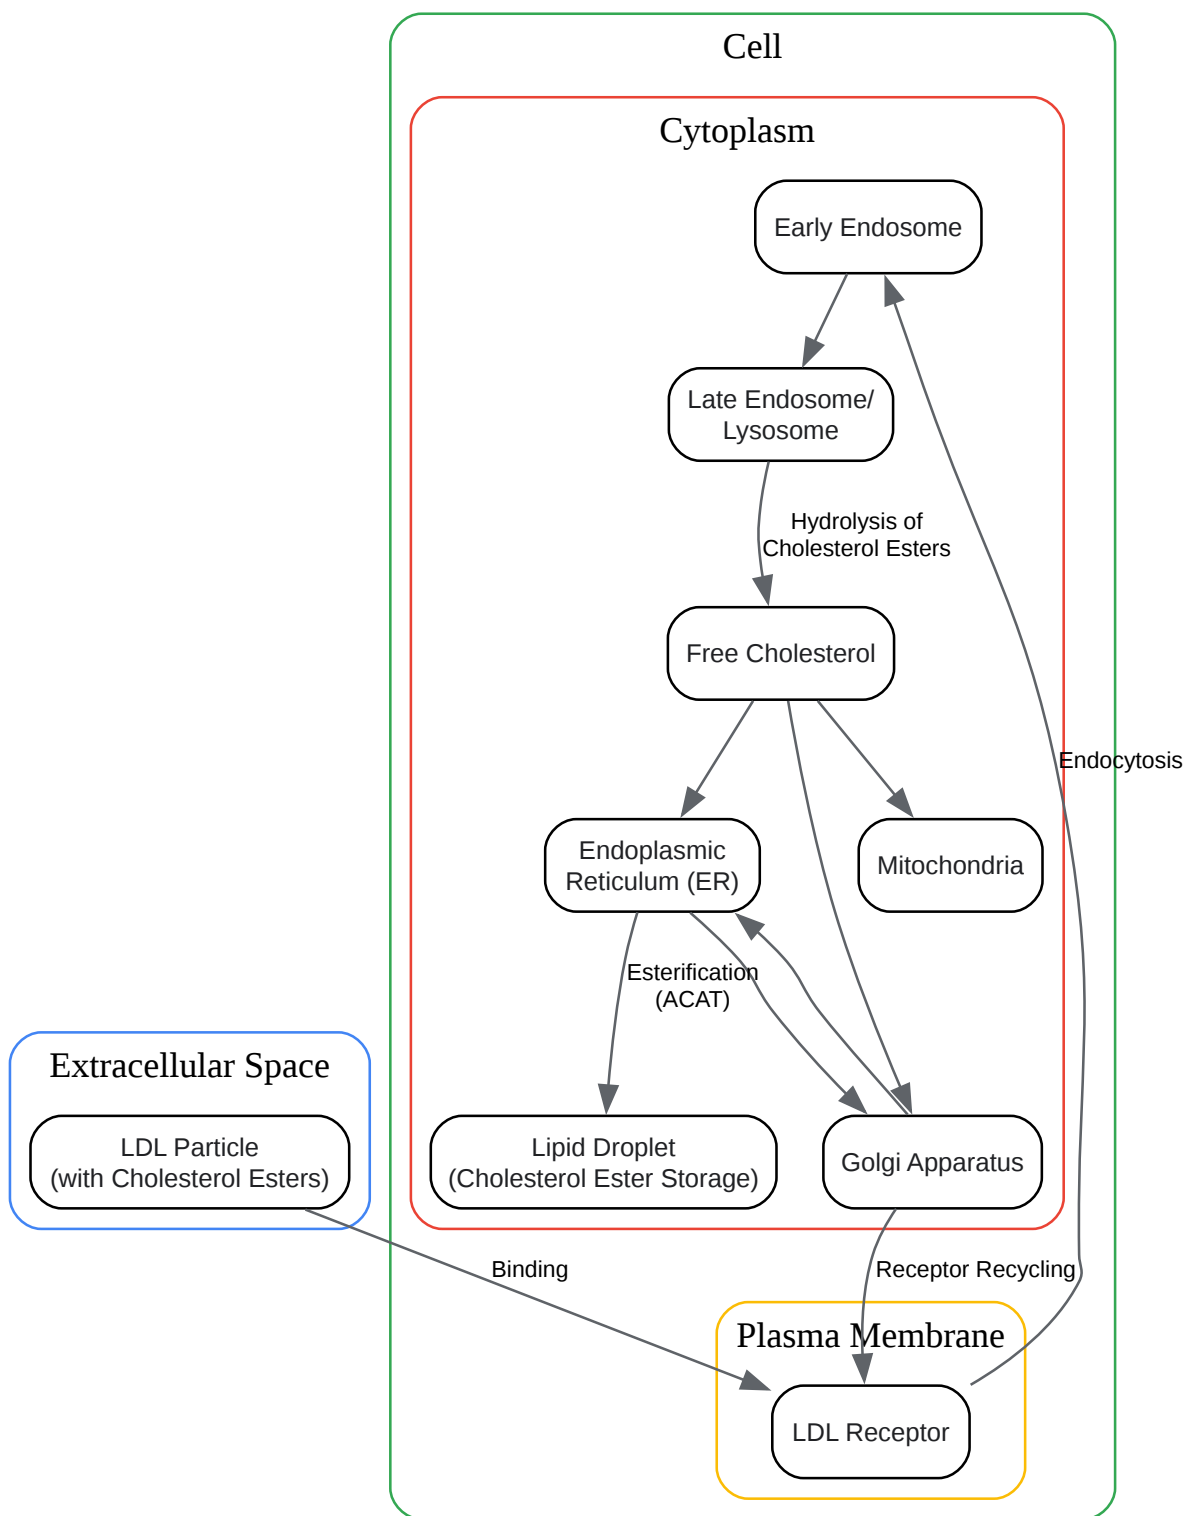 Cell
Cytoplasm
Early Endosome
Late Endosome/
Lysosome
Hydrolysis of
Cholesterol Esters
Free Cholesterol
Endocytosis
Endoplasmic
Reticulum (ER)
Mitochondria
Esterification
(ACAT)
Extracellular Space
LDL Particle
(with Cholesterol Esters)
Lipid Droplet
(Cholesterol Ester Storage)
Golgi Apparatus
Binding
Receptor Recycling
Plasma Membrane
LDL Receptor